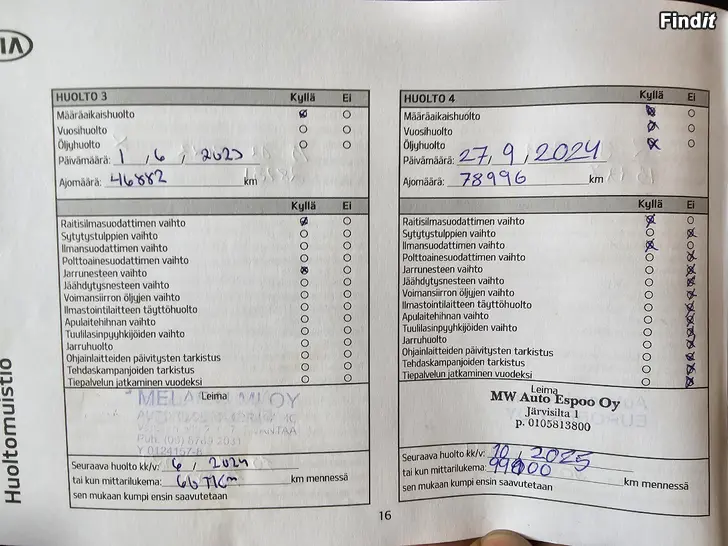 Findit
KIA
HUOLTO 3 Kyllä Ei
Määräaikaishuolto
Vuosihuolto
Öljyhuolto
Päivämäärä: 1, 6, 2023
Ajomäärä: 46882 km
Kyllä Ei
Raitisilmasuodattimen vaihto
Sytytystulppien vaihto
Ilmansuodattimen vaihto
Polttoainesuodattimen vaihto
Jarrunesteen vaihto
Jäähdytysnesteen vaihto
Voimansiirron öljyjen vaihto
Ilmastointilaitteen täyttöhuolto
Apulaitehihnan vaihto
Tuulilasinpyyhkijöiden vaihto
Jarruhuolto
Ohjainlaitteiden päivitysten tarkistus
Tehdaskampanjoiden tarkistus
Tiepalvelun jatkaminen vuodeksi
Leima
Seuraava huolto kk/v: 6, 2024
tai kun mittarilukema: km mennessä
sen mukaan kumpi ensin saavutetaan
HUOLTO 4 Kyllä Ei
Määräaikaishuolto
Vuosihuolto
Öljyhuolto
Päivämäärä: 27, 9, 2024
Ajomäärä: 78996 km
Kyllä Ei
Raitisilmasuodattimen vaihto
Sytytystulppien vaihto
Ilmansuodattimen vaihto
Polttoainesuodattimen vaihto
Jarrunesteen vaihto
Jäähdytysnesteen vaihto
Voimansiirron öljyjen vaihto
Ilmastointilaitteen täyttöhuolto
Apulaitehihnan vaihto
Tuulilasinpyyhkijöiden vaihto
Jarruhuolto
Ohjainlaitteiden päivitysten tarkistus
Tehdaskampanjoiden tarkistus
Tiepalvelun jatkaminen vuodeksi
Leima
MW Auto Espoo Oy
Järvisilta 1
p. 0105813800
Seuraava huolto kk/v: 10, 2025
tai kun mittarilukema: km mennessä
sen mukaan kumpi ensin saavutetaan
Huoltomuistio
16